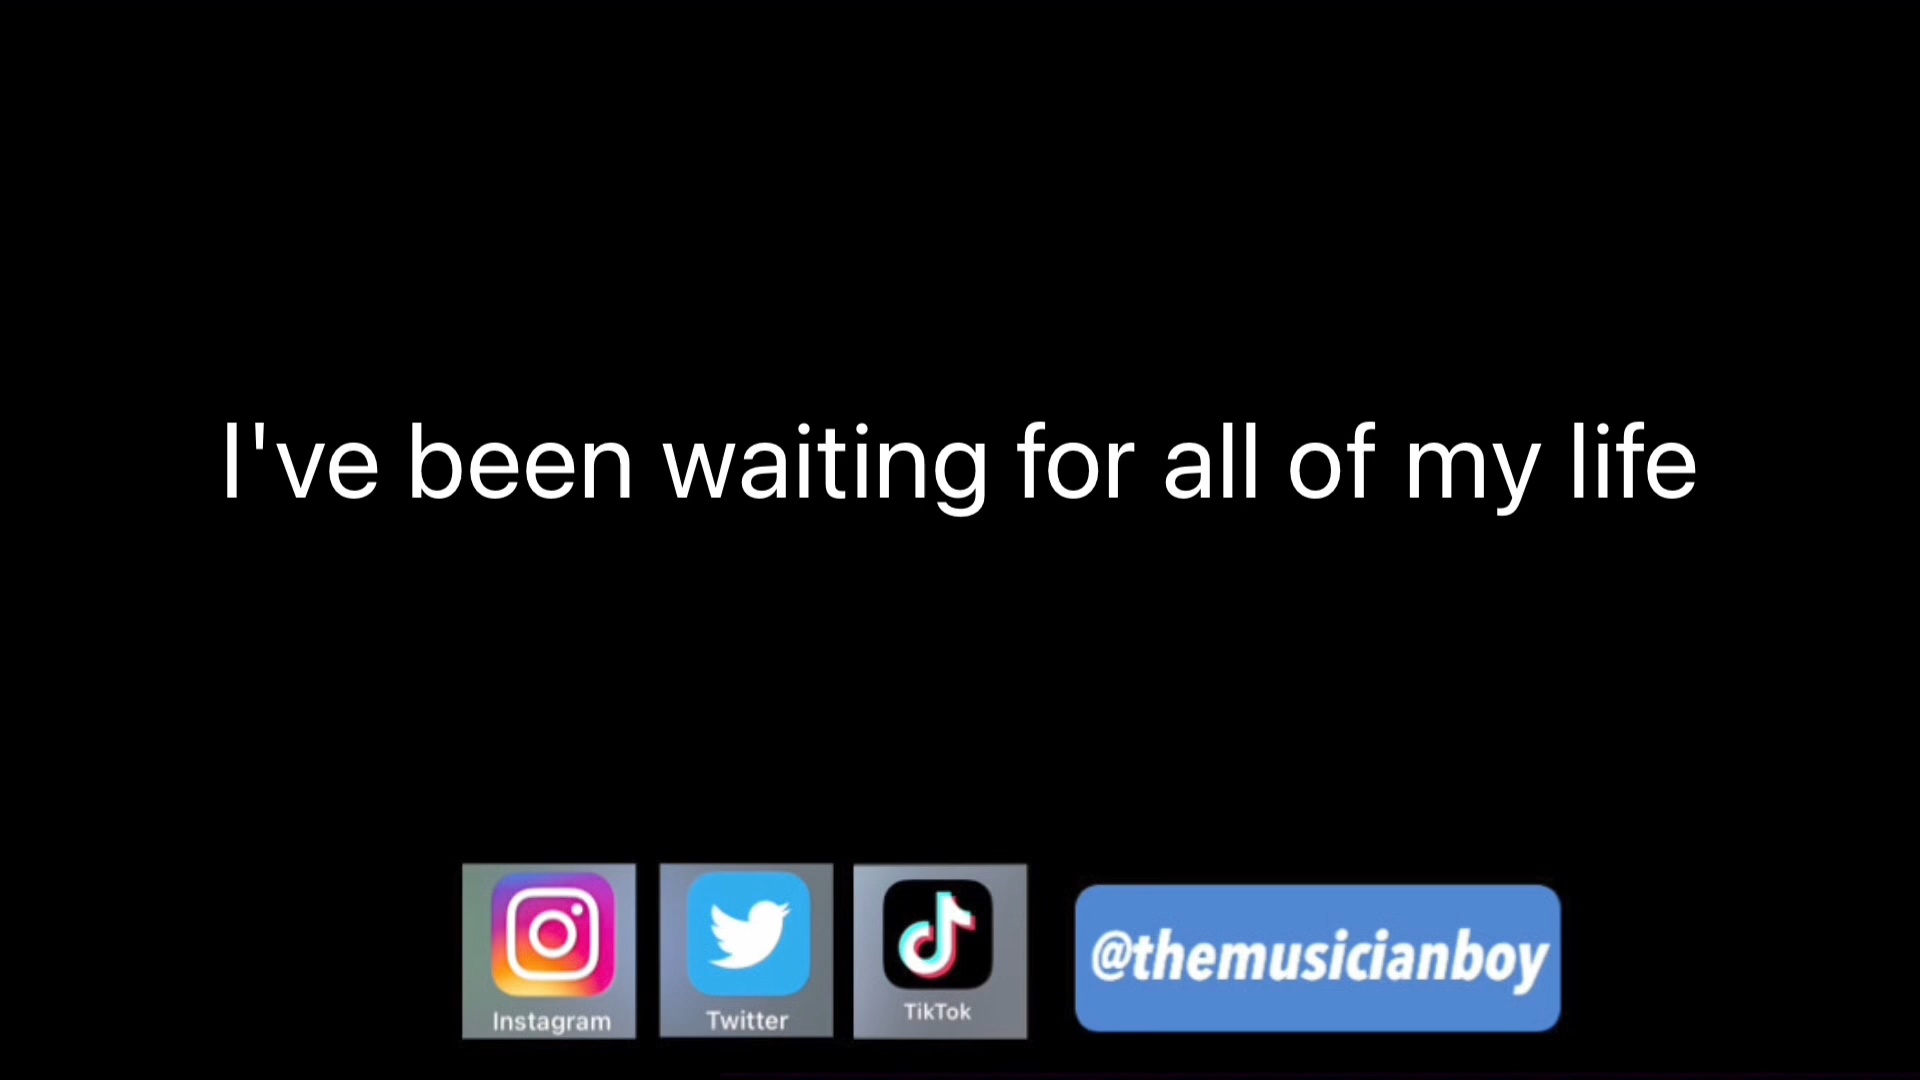 I've been waiting for all of my life
Instagram
Twitter
TikTok
@themusicianboy